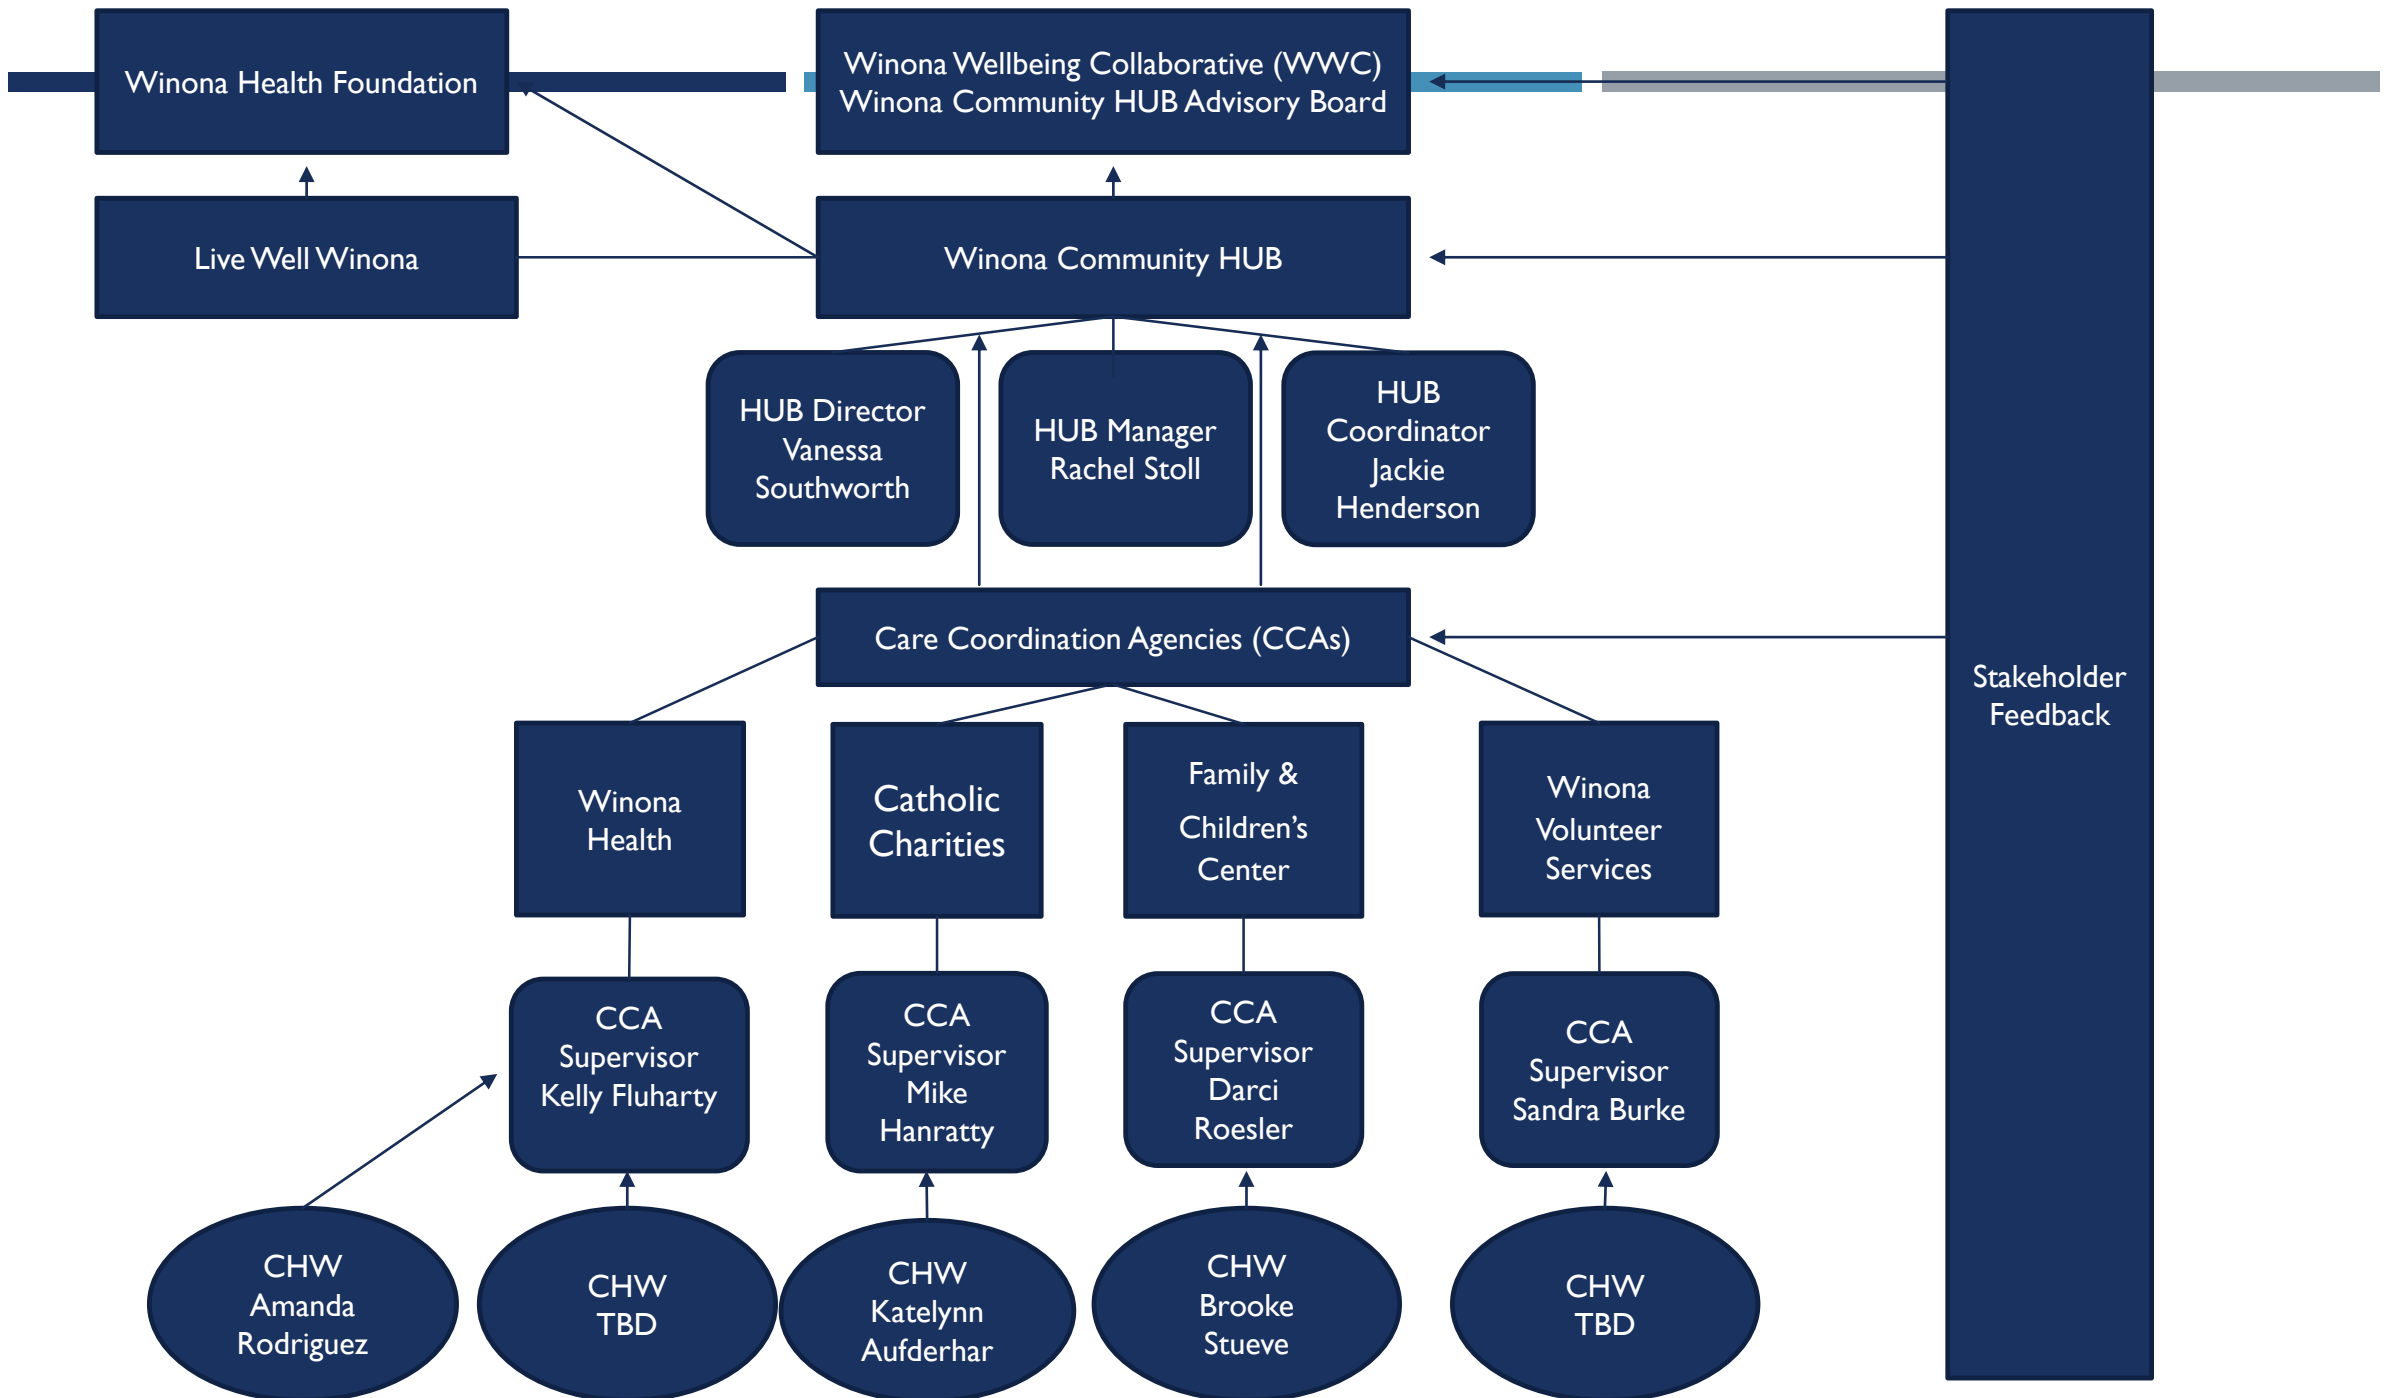 Winona Health Foundation
Winona Wellbeing Collaborative (WWC)
Winona Community HUB Advisory Board
Live Well Winona
Winona Community HUB
HUB Director
Vanessa
Southworth
HUB Manager
Rachel Stoll
HUB
Coordinator
Jackie
Henderson
Care Coordination Agencies (CCAs)
Stakeholder
Feedback
Winona
Health
Catholic
Charities
Family &
Children’s
Center
Winona
Volunteer
Services
CCA
Supervisor
Kelly Fluharty
CCA
Supervisor
Mike
Hanratty
CCA
Supervisor
Darci
Roesler
CCA
Supervisor
Sandra Burke
CHW
Amanda
Rodriguez
CHW
TBD
CHW
Katelynn
Aufderhar
CHW
Brooke
Stueve
CHW
TBD